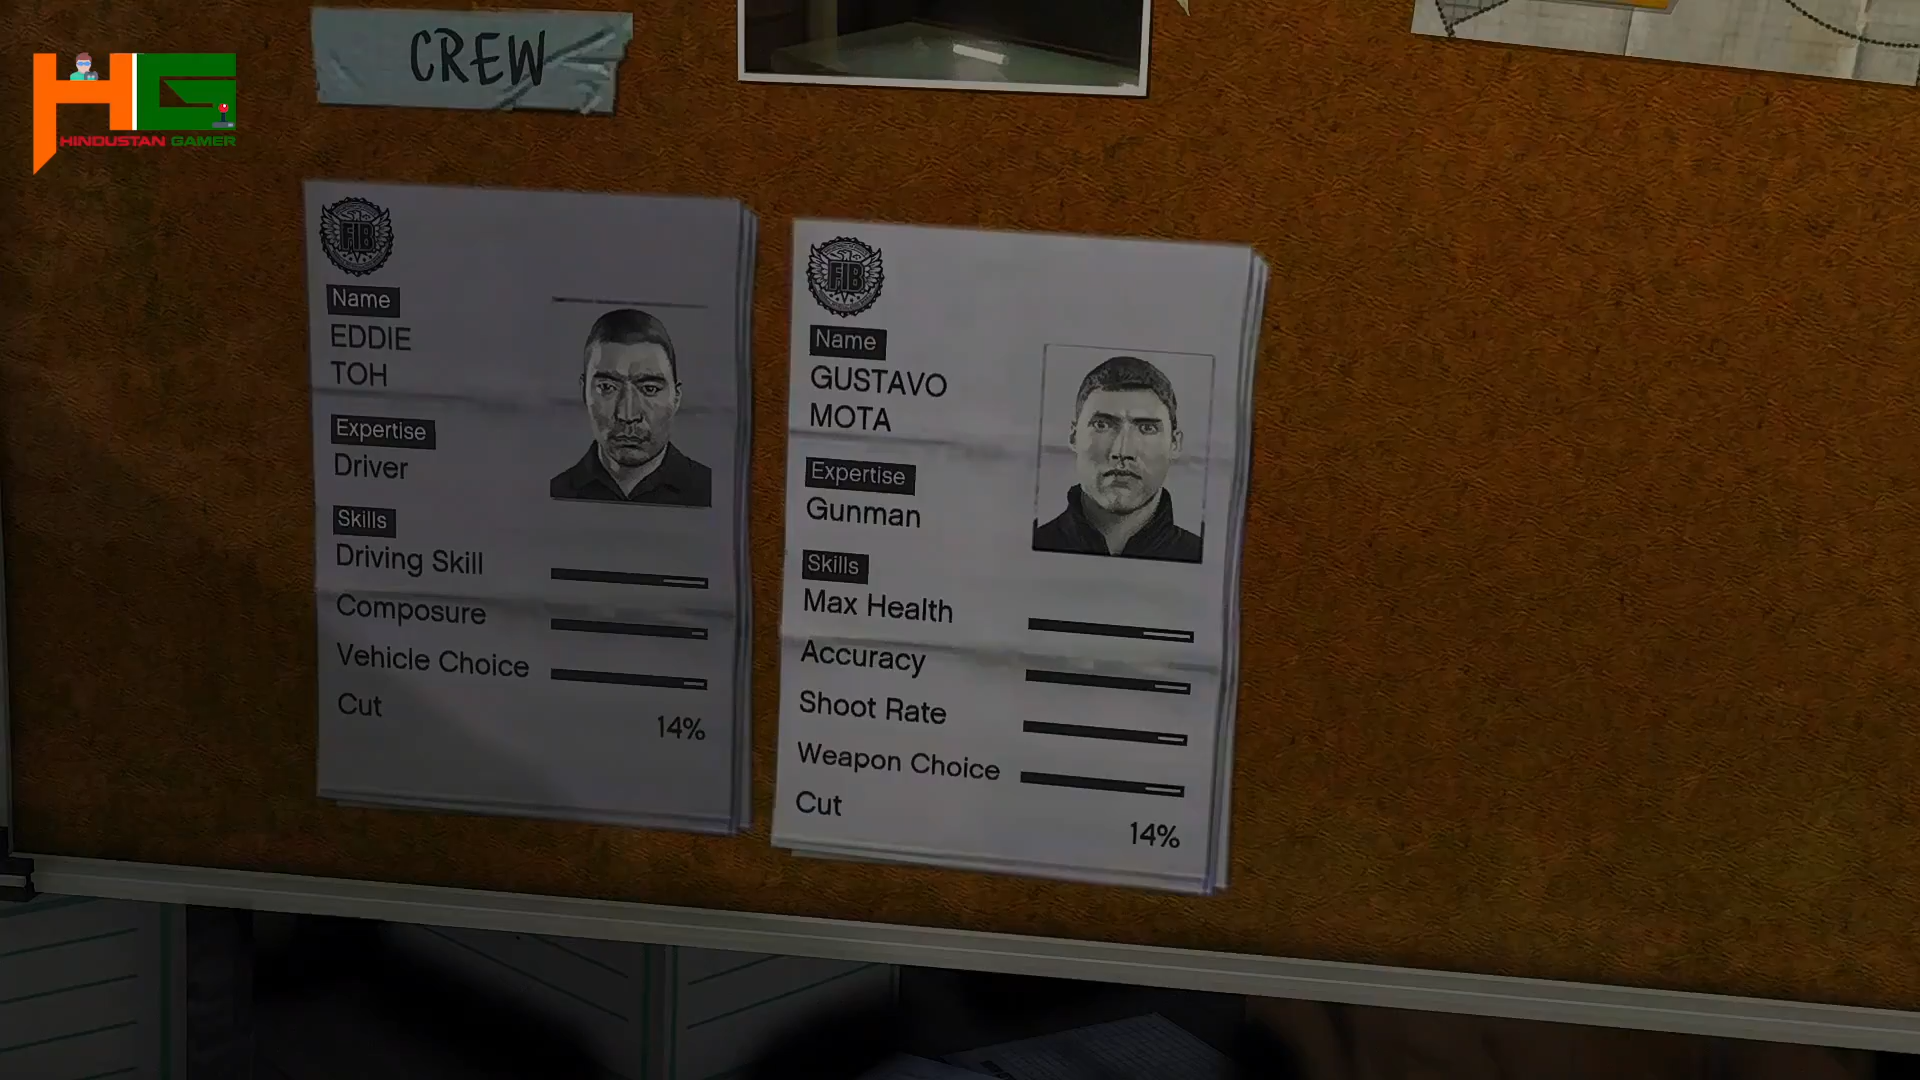 CREW
HINDUSTAN GAMER
FIB
Name
EDDIE
TOH
Expertise
Driver
Skills
Driving Skill
Composure
Vehicle Choice
Cut
14%
FIB
Name
GUSTAVO
MOTA
Expertise
Gunman
Skills
Max Health
Accuracy
Shoot Rate
Weapon Choice
Cut
14%